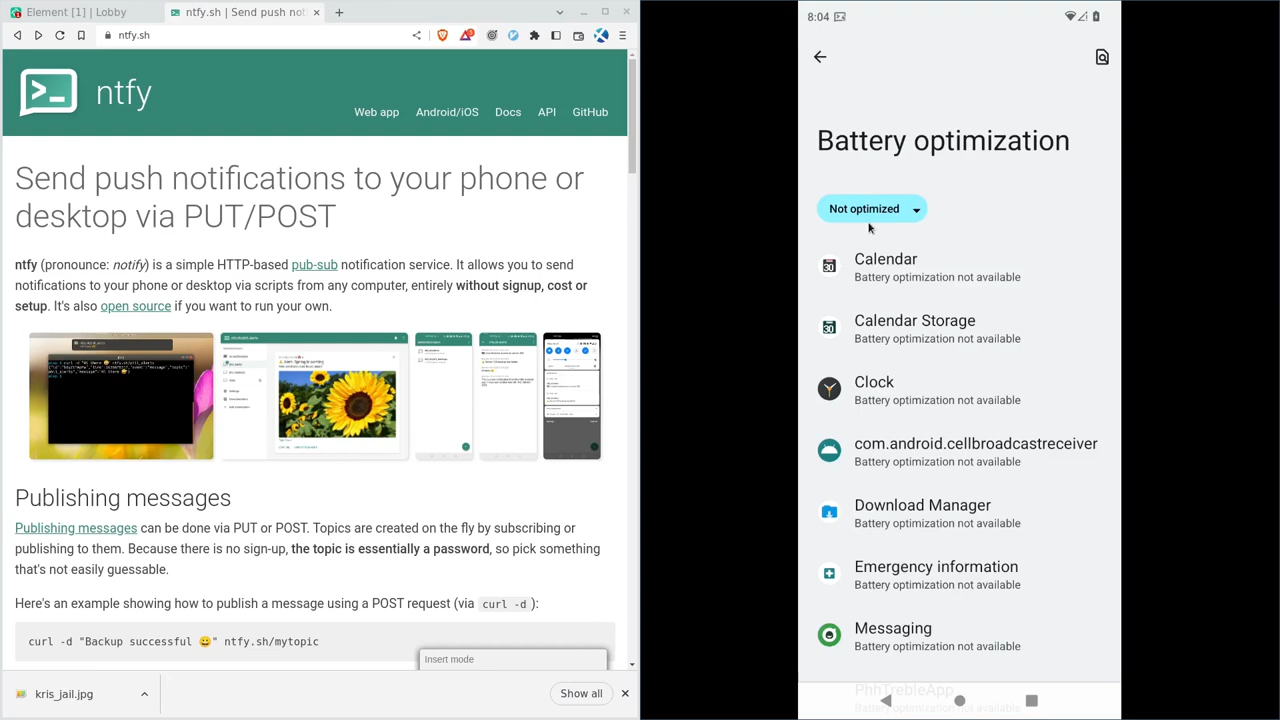 Element [1] | Lobby
ntfy.sh | Send push not
ntfy.sh
ntfy
Web app
Android/iOS
Docs
API
GitHub
Send push notifications to your phone or
desktop via PUT/POST
ntfy (pronounce: notify) is a simple HTTP-based pub-sub notification service. It allows you to send
notifications to your phone or desktop via scripts from any computer, entirely without signup, cost or
setup. It's also open source if you want to run your own.
Publishing messages
Publishing messages can be done via PUT or POST. Topics are created on the fly by subscribing or
publishing to them. Because there is no sign-up, the topic is essentially a password, so pick something
that's not easily guessable.
Here's an example showing how to publish a message using a POST request (via curl -d ):
curl -d "Backup successful 😀" ntfy.sh/mytopic
Insert mode
kris_jail.jpg
Show all
8:04
Battery optimization
Not optimized
Calendar
Battery optimization not available
Calendar Storage
Battery optimization not available
Clock
Battery optimization not available
com.android.cellbroadcastreceiver
Battery optimization not available
Download Manager
Battery optimization not available
Emergency information
Battery optimization not available
Messaging
Battery optimization not available
PhhTrebleApp
Battery optimization not available